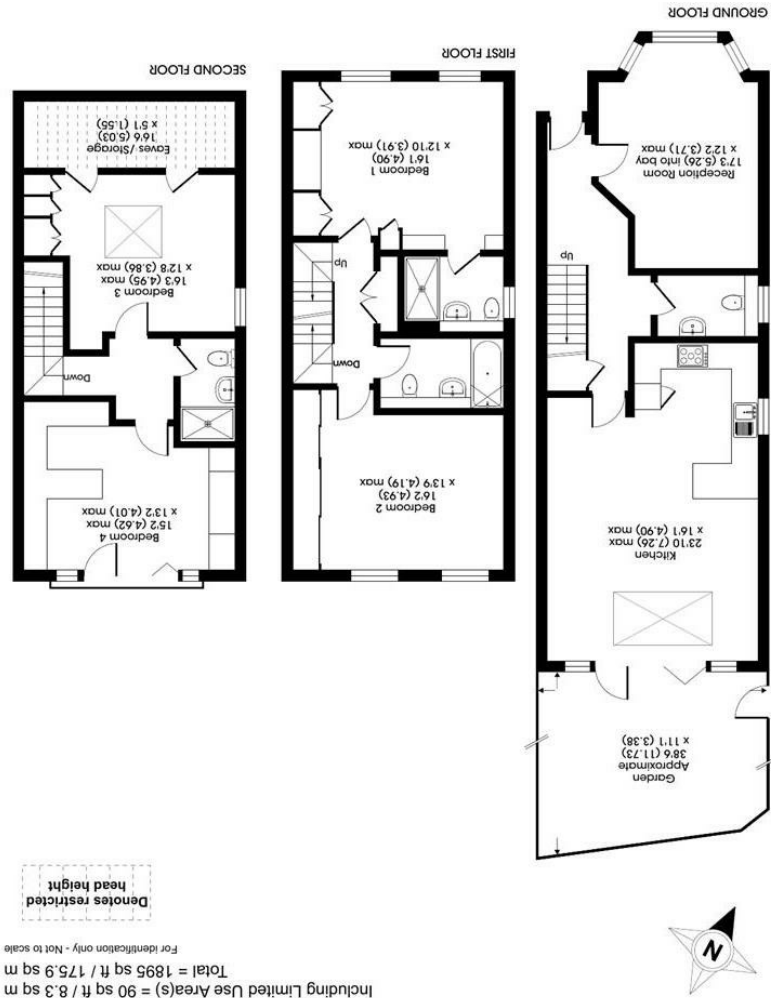 Including Limited Use Area(s) = 90 sq ft / 8.3 sq m
Total = 1895 sq ft / 175.9 sq m
For identification only - Not to scale
N
Denotes restricted
head height
Garden
Approximate
38'6 (11.73)
x 11'1 (3.38)
Kitchen
23'10 (7.26) max
x 16'1 (4.90) max
Up
Reception Room
17'3 (5.26) into bay
x 12'2 (3.71) max
GROUND FLOOR
Bedroom 2
16'2 (4.93)
x 13'9 (4.19) max
Down
Up
Bedroom 1
16'1 (4.90)
x 12'10 (3.91) max
FIRST FLOOR
Bedroom 4
15'2 (4.62) max
x 13'2 (4.01) max
Down
Bedroom 3
16'3 (4.95) max
x 12'8 (3.86) max
Eaves /Storage
16'6 (5.03)
x 5'1 (1.55)
SECOND FLOOR